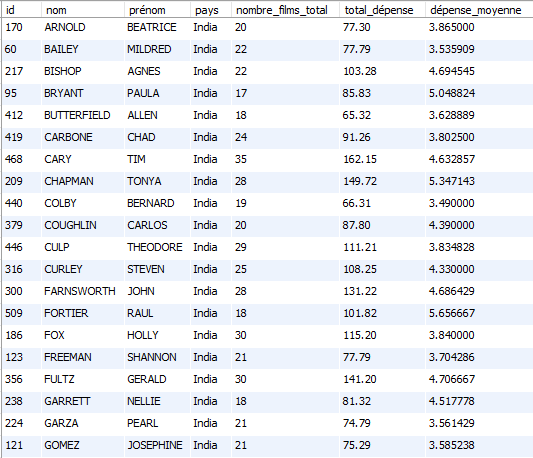 id nom prénom pays nombre_films_total total_dépense dépense_moyenne
170 ARNOLD BEATRICE India 20 77.30 3.865000
60 BAILEY MILDRED India 22 77.79 3.535909
217 BISHOP AGNES India 22 103.28 4.694545
95 BRYANT PAULA India 17 85.83 5.048824
412 BUTTERFIELD ALLEN India 18 65.32 3.628889
419 CARBONE CHAD India 24 91.26 3.802500
468 CARY TIM India 35 162.15 4.632857
209 CHAPMAN TONYA India 28 149.72 5.347143
440 COLBY BERNARD India 19 66.31 3.490000
379 COUGHLIN CARLOS India 20 87.80 4.390000
446 CULP THEODORE India 29 111.21 3.834828
316 CURLEY STEVEN India 25 108.25 4.330000
300 FARNSWORTH JOHN India 28 131.22 4.686429
509 FORTIER RAUL India 18 101.82 5.656667
186 FOX HOLLY India 30 115.20 3.840000
123 FREEMAN SHANNON India 21 77.79 3.704286
356 FULTZ GERALD India 30 141.20 4.706667
238 GARRETT NELLIE India 18 81.32 4.517778
224 GARZA PEARL India 21 74.79 3.561429
121 GOMEZ JOSEPHINE India 21 75.29 3.585238